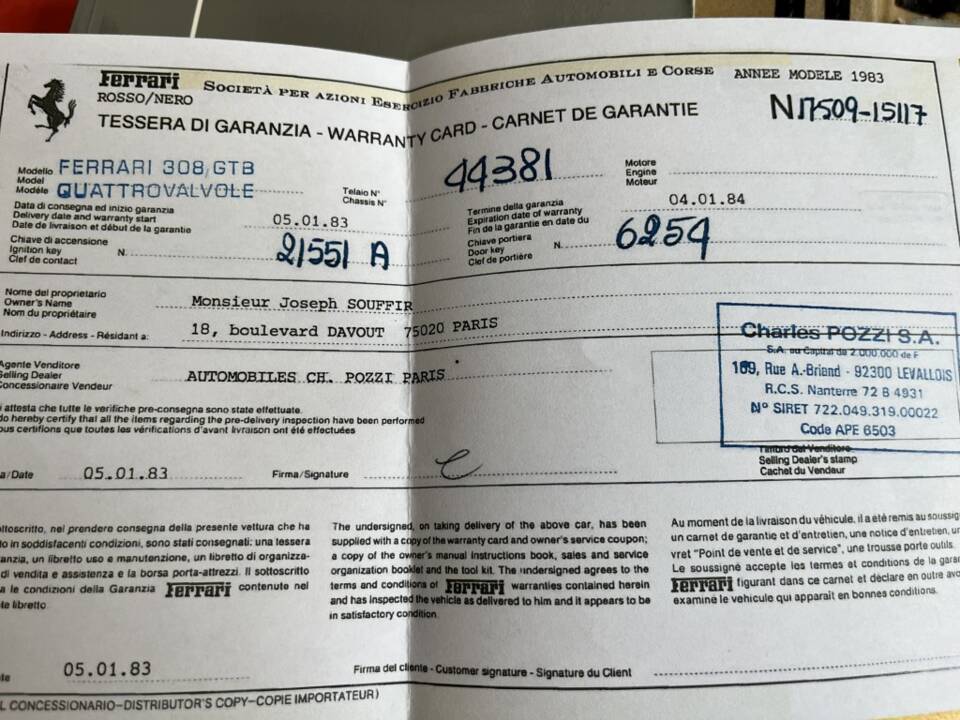 Ferrari SOCIETÀ PER AZIONI ESERCIZIO FABBRICHE AUTOMOBILI E CORSE ANNEE MODELE 1983
ROSSO/NERO
TESSERA DI GARANZIA - WARRANTY CARD - CARNET DE GARANTIE N 17509-15117
Modello FERRARI 308 GTB
Model
Modèle QUATTROVALVOLE
Telaio N°
Chassis N° 44381
Motore
Engine
Moteur
Data di consegna ed inizio garanzia
Delivery date and warranty start 05.01.83
Date de livraison et début de la garantie
Termine della garanzia 04.01.84
Expiration date of warranty
Fin de la garantie en date du
Chiave di accensione
Ignition key N. 21551 A
Clef de contact
Chiave portiera
Door key N. 6254
Clef de portière
Nome del proprietario
Owner's Name Monsieur Joseph SOUFFIR
Nom du propriétaire
Indirizzo - Address - Résidant a: 18, boulevard DAVOUT 75020 PARIS
Agente Venditore
Selling Dealer AUTOMOBILES CH. POZZI PARIS
Concessionaire Vendeur
Charles POZZI S.A.
S.A. au Capital de 2.000.000 de F
109, Rue A.-Briand - 92300 LEVALLOIS
R.C.S. Nanterre 72 B 4931
N° SIRET 722.049.319.00022
Code APE 6503
Timbro del Venditore
Selling Dealer's stamp
Cachet du Vendeur
i attesta che tutte le verifiche pre-consegna sono state effettuate.
do hereby certify that all the items regarding the pre-delivery inspection have been performed
ous certifions que toutes les vérifications d'avant livraison ont été effectuées
a/Date 05.01.83 Firma/Signature
ottoscritto, nel prendere consegna della presente vettura che ha
to in soddisfacenti condizioni, sono stati consegnati: una tessera
anzia, un libretto uso e manutenzione, un libretto di organizza-
di vendita e assistenza e la borsa porta-attrezzi. Il sottoscritto
a le condizioni della Garanzia Ferrari contenute nel
te libretto.
The undersigned, on taking delivery of the above car, has been
supplied with a copy of the warranty card and owner's service coupon;
a copy of the owner's manual instructions book, sales and service
organization booklet and the tool kit. The undersigned agrees to the
terms and conditions of Ferrari warranties contained herein
and has inspected the vehicle as delivered to him and it appears to be
in satisfactory condition.
Au moment de la livraison du véhicule, il a été remis au soussig
un carnet de garantie et d'entretien, une notice d'entretien, un
vret "Point de vente et de service", une trousse porte outils.
Le soussigné accepte les termes et conditions de la gara
Ferrari figurant dans ce carnet et déclare en outre avo
examiné le vehicule qui apparaît en bonnes conditions.
te 05.01.83 Firma del cliente - Customer signature - Signature du Client
L CONCESSIONARIO-DISTRIBUTOR'S COPY-COPIE IMPORTATEUR)